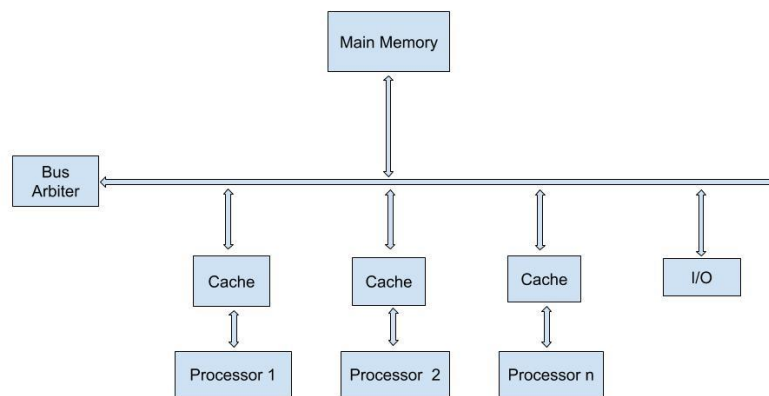 Main Memory
Bus
Arbiter
Cache
Cache
Cache
I/O
Processor 1
Processor 2
Processor n